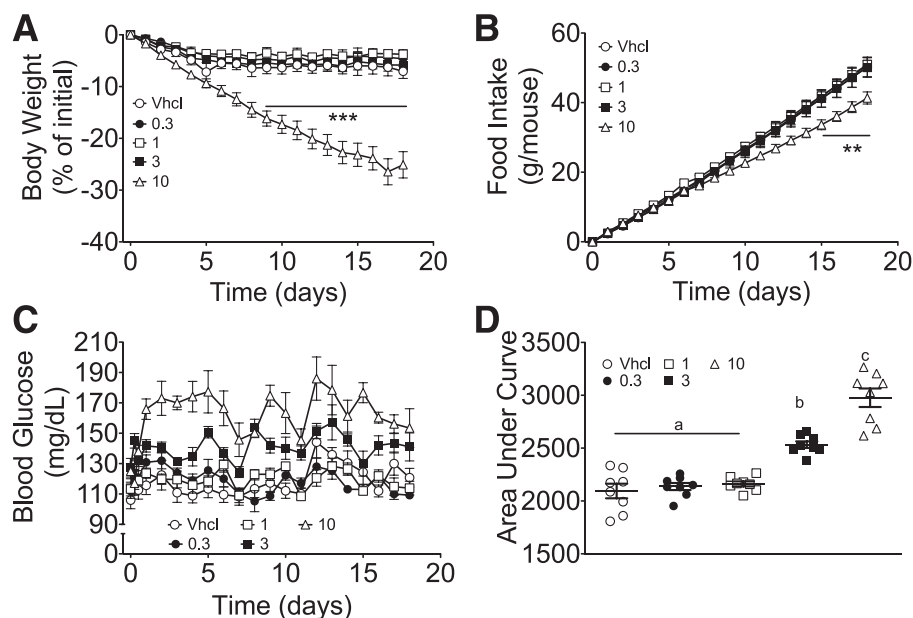 A
Body Weight
(% of initial)
0
-10
-20
-30
-40
Vhcl
0.3
1
3
10
***
0 5 10 15 20
Time (days)
B
Food Intake
(g/mouse)
60
40
20
0
Vhcl
0.3
1
3
10
**
0 5 10 15 20
Time (days)
C
Blood Glucose
(mg/dL)
210
190
170
150
130
110
90
0
Vhcl 1 10
0.3 3
0 5 10 15 20
Time (days)
D
Area Under Curve
3500
3000
2500
2000
1500
Vhcl 1 10
0.3 3
a
b
c